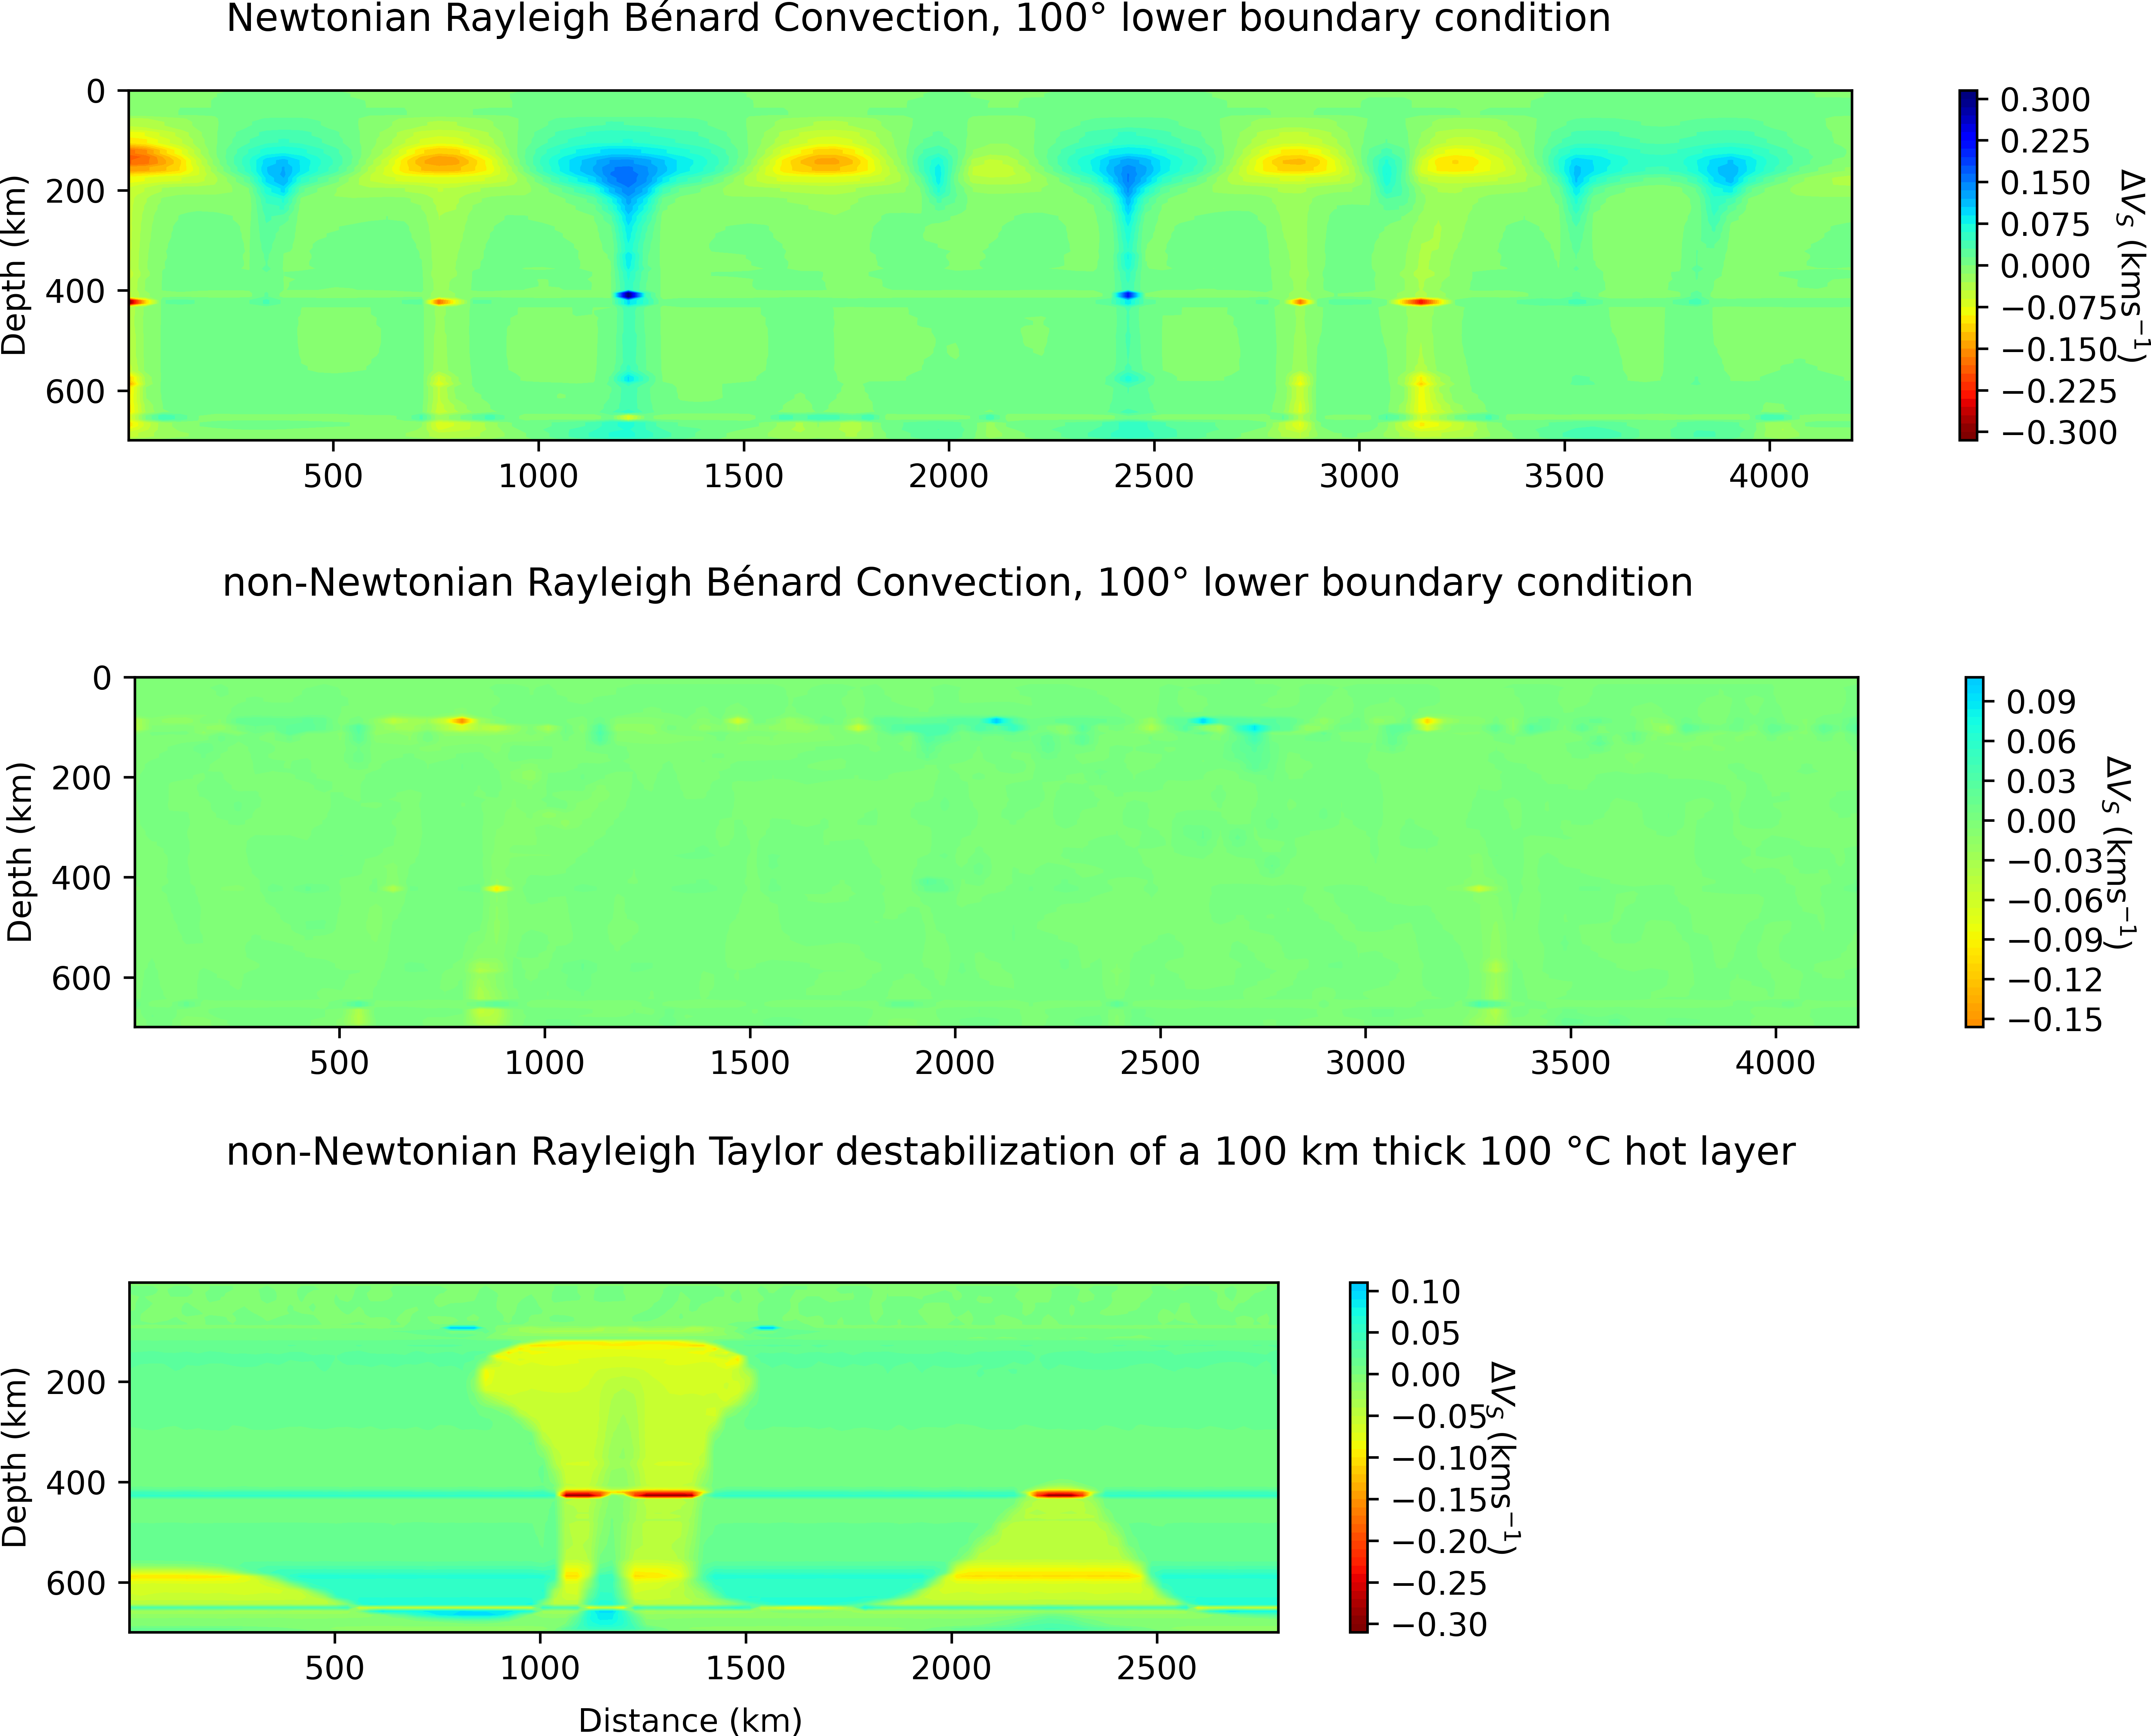 Newtonian Rayleigh Bénard Convection, 100° lower boundary condition
0
200
400
600
Depth (km)
500 1000 1500 2000 2500 3000 3500 4000
0.300
0.225
0.150
0.075
0.000
−0.075
−0.150
−0.225
−0.300
ΔVS (kms−1)
non-Newtonian Rayleigh Bénard Convection, 100° lower boundary condition
0
200
400
600
Depth (km)
500 1000 1500 2000 2500 3000 3500 4000
0.09
0.06
0.03
0.00
−0.03
−0.06
−0.09
−0.12
−0.15
ΔVS (kms−1)
non-Newtonian Rayleigh Taylor destabilization of a 100 km thick 100 °C hot layer
200
400
600
Depth (km)
500 1000 1500 2000 2500
Distance (km)
0.10
0.05
0.00
−0.05
−0.10
−0.15
−0.20
−0.25
−0.30
ΔVS (kms−1)